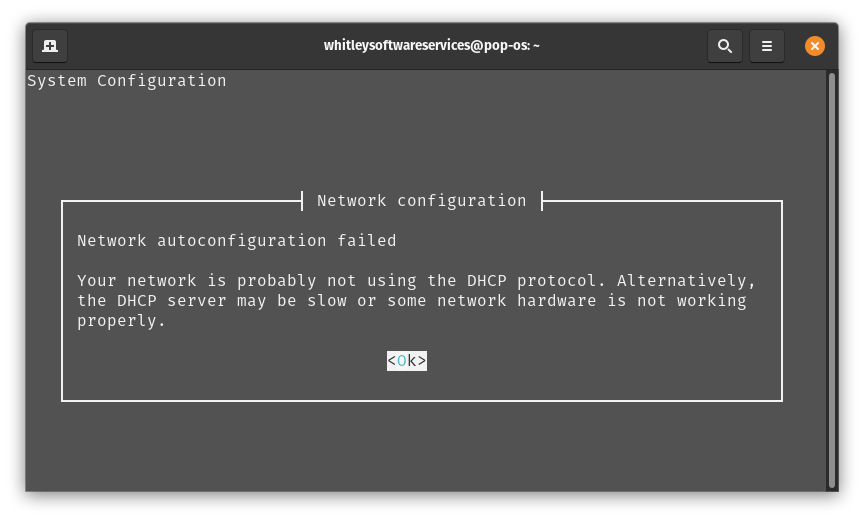 whitleysoftwareservices@pop-os: ~
System Configuration
Network configuration
Network autoconfiguration failed
Your network is probably not using the DHCP protocol. Alternatively,
the DHCP server may be slow or some network hardware is not working
properly.
<Ok>